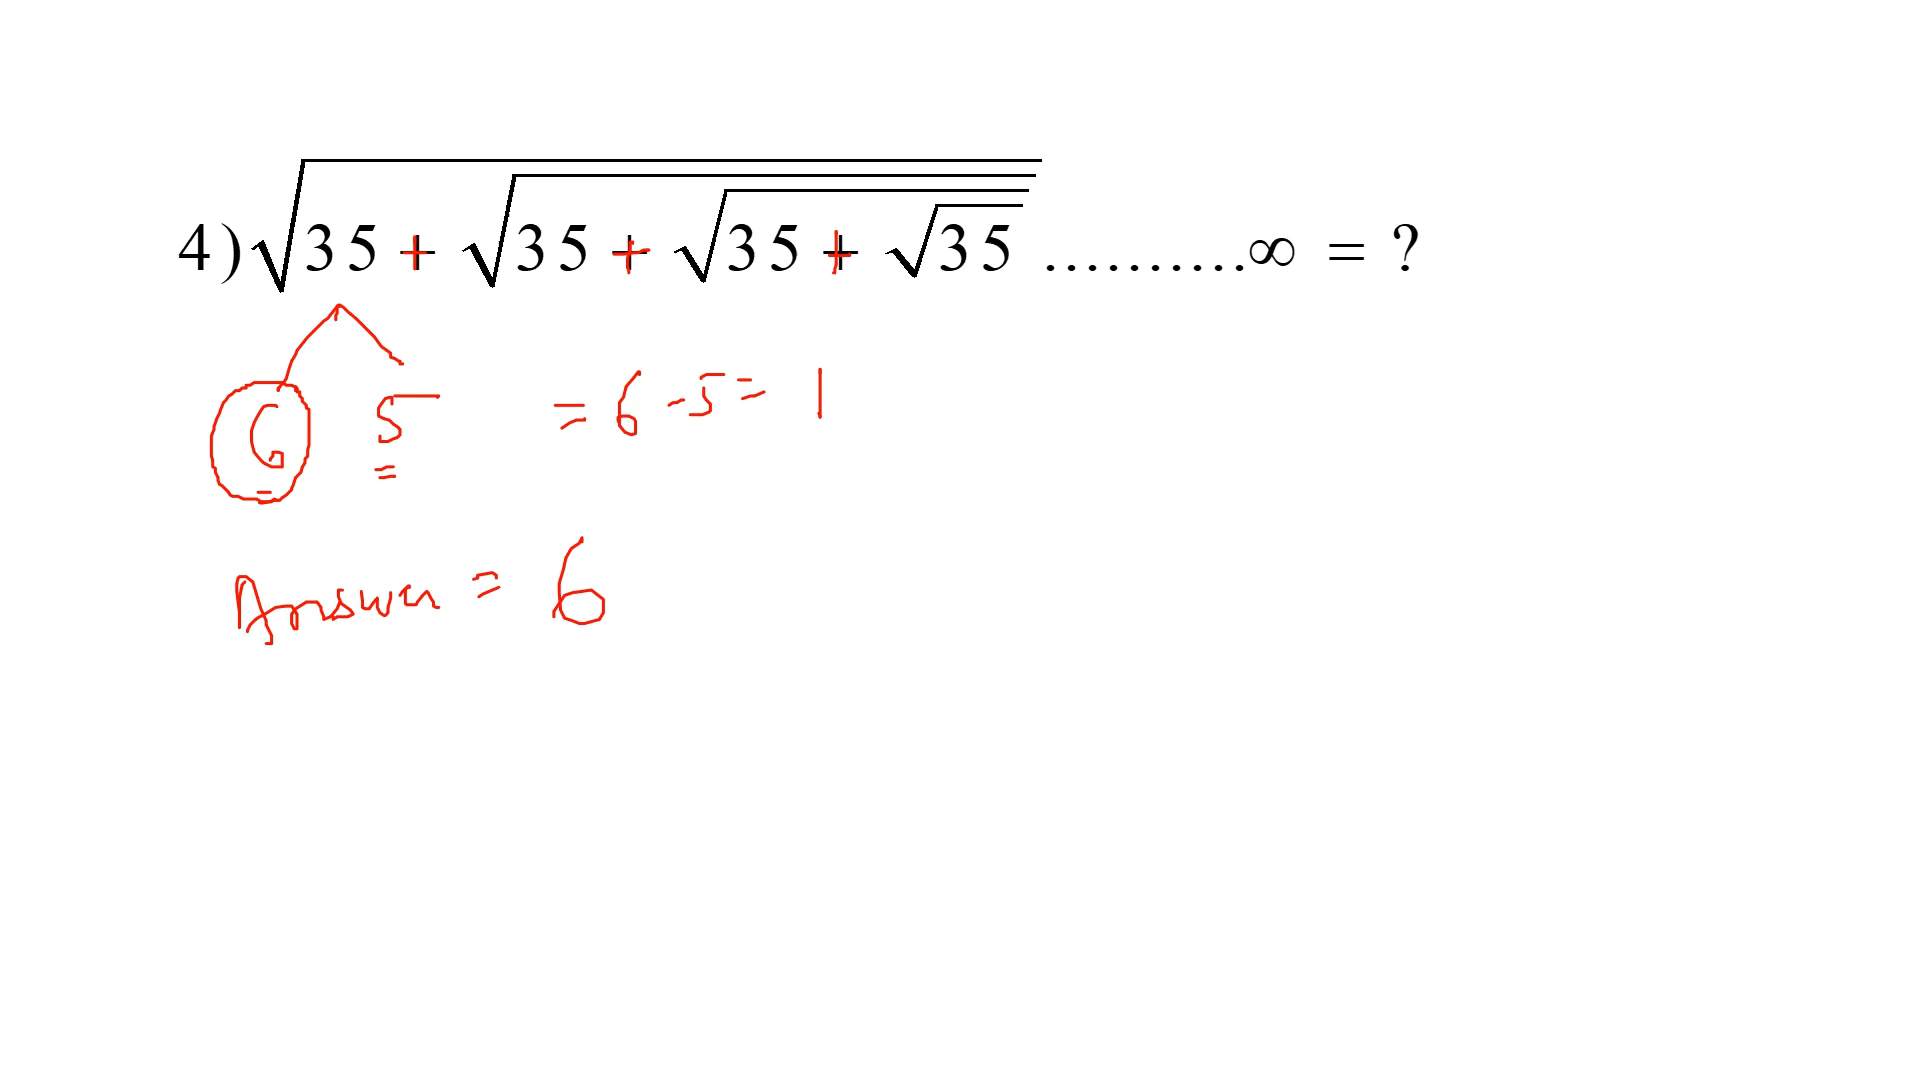 4) √35 + √35 + √35 + √35 ..........∞ = ?
6 5 = 6 - 5 = 1
Answer = 6